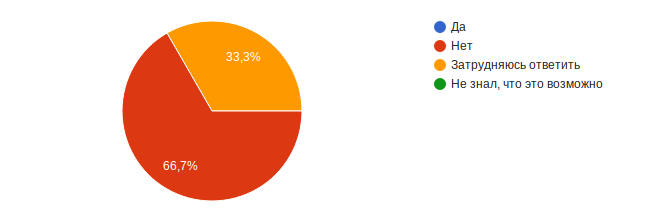 33,3%
66,7%
Да
Нет
Затрудняюсь ответить
Не знал, что это возможно